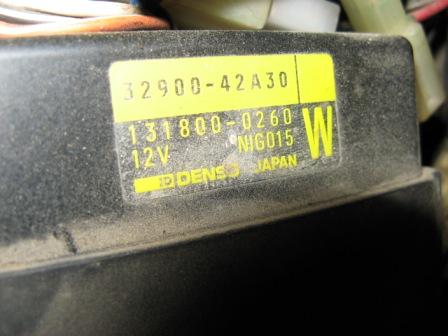 32900-42A30
131800-0260
12V NIG015 W
DENSO JAPAN